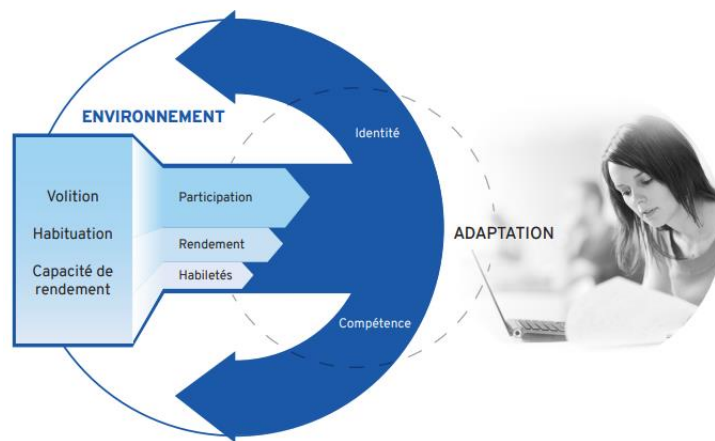 ENVIRONNEMENT
Identité
Volition
Habituation
Capacité de
rendement
Participation
Rendement
Habiletés
ADAPTATION
Compétence